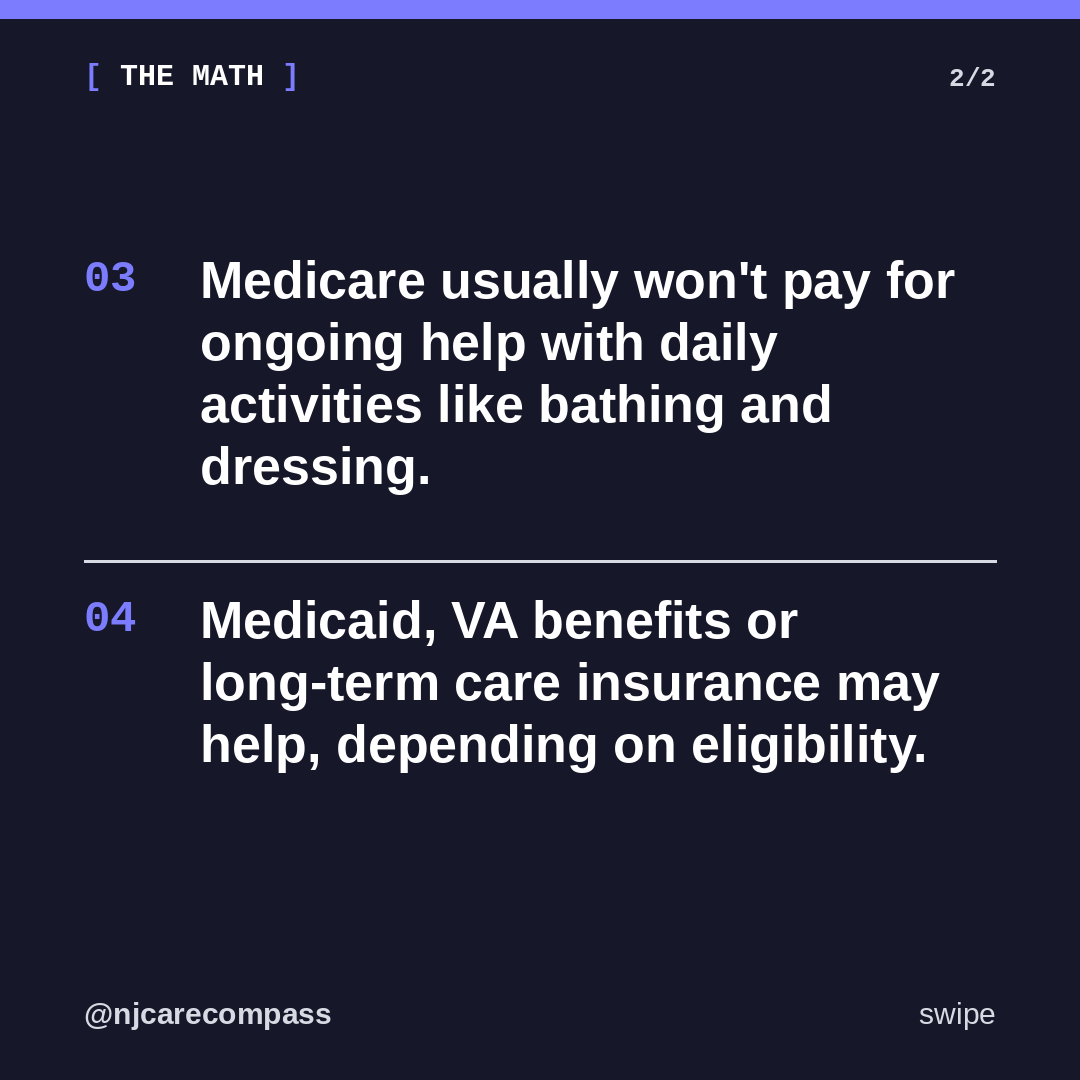 [ THE MATH ]
2/2
03
Medicare usually won't pay for
ongoing help with daily
activities like bathing and
dressing.
04
Medicaid, VA benefits or
long-term care insurance may
help, depending on eligibility.
@njcarecompass
swipe